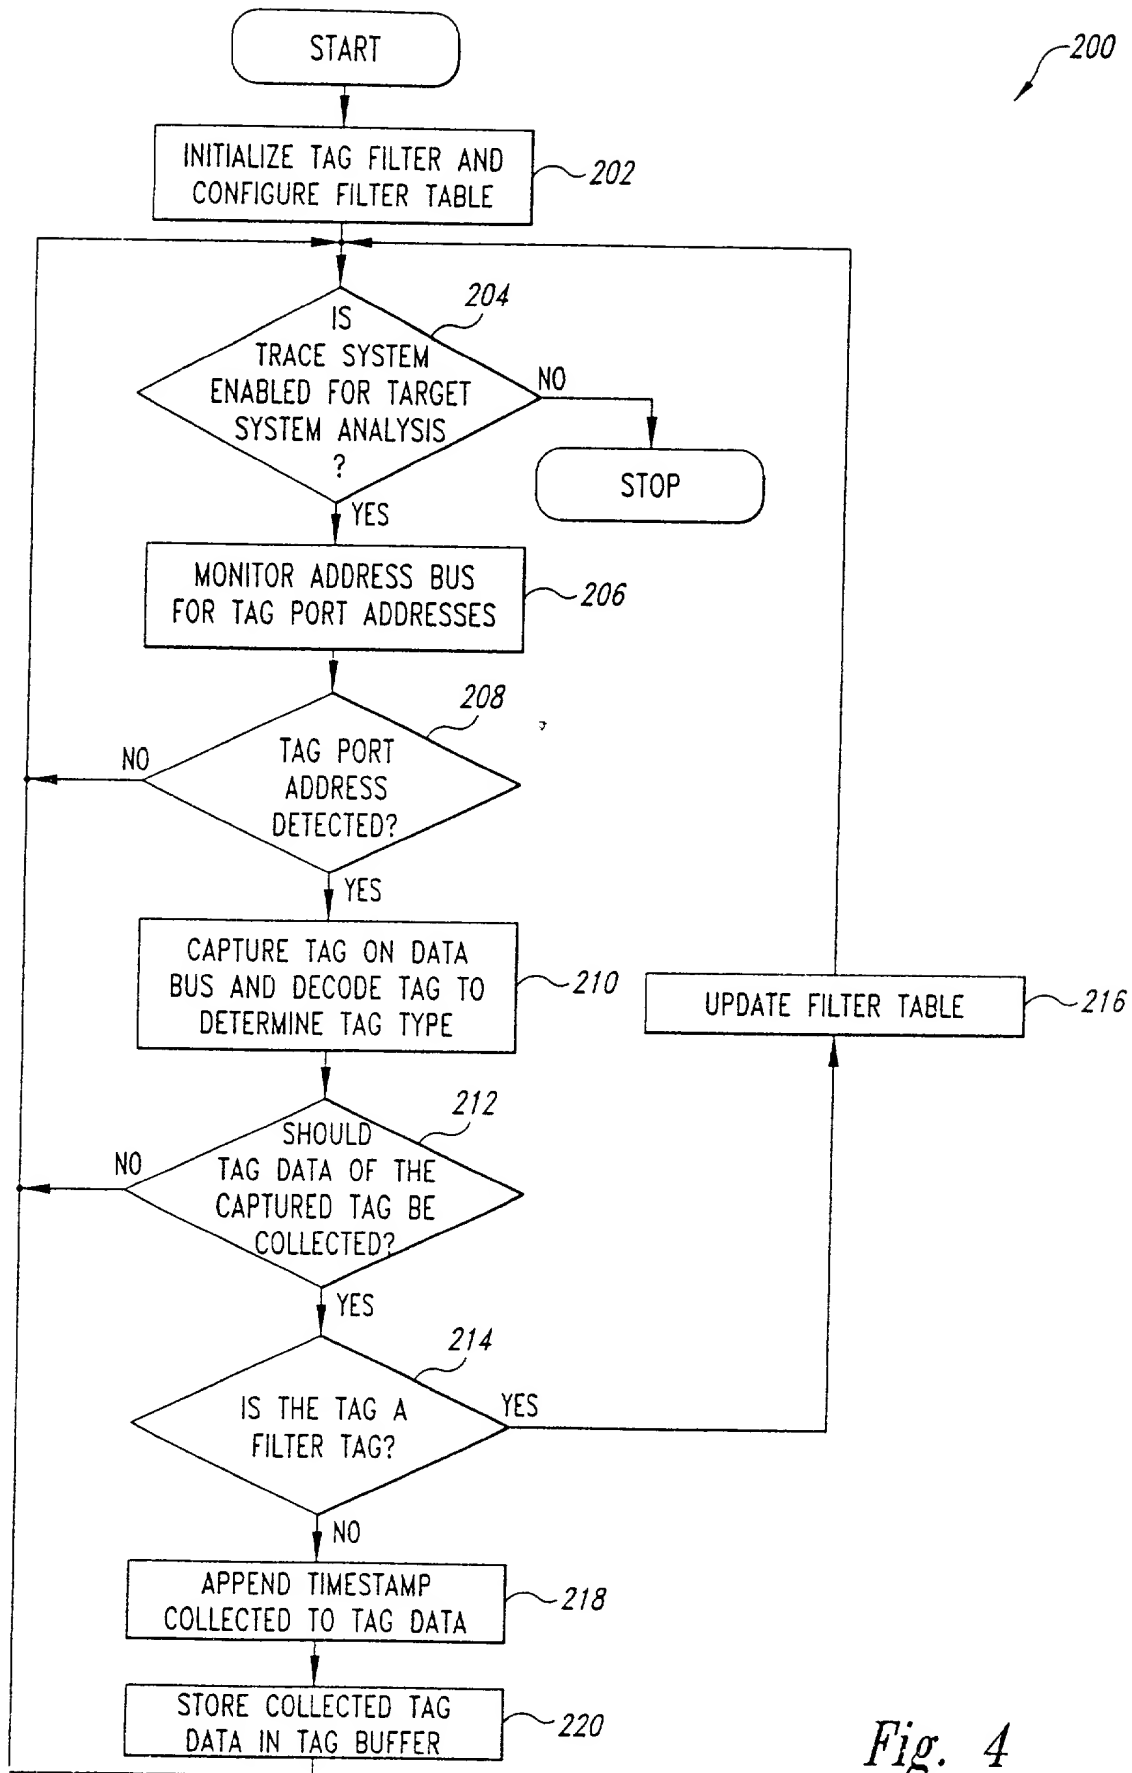 START
200
INITIALIZE TAG FILTER AND
CONFIGURE FILTER TABLE
202
204
IS
TRACE SYSTEM
ENABLED FOR TARGET
SYSTEM ANALYSIS
?
NO
STOP
YES
MONITOR ADDRESS BUS
FOR TAG PORT ADDRESSES
206
208
NO
TAG PORT
ADDRESS
DETECTED?
YES
CAPTURE TAG ON DATA
BUS AND DECODE TAG TO
DETERMINE TAG TYPE
210
UPDATE FILTER TABLE
216
212
NO
SHOULD
TAG DATA OF THE
CAPTURED TAG BE
COLLECTED?
YES
214
IS THE TAG A
FILTER TAG?
YES
NO
APPEND TIMESTAMP
COLLECTED TO TAG DATA
218
STORE COLLECTED TAG
DATA IN TAG BUFFER
220
Fig. 4